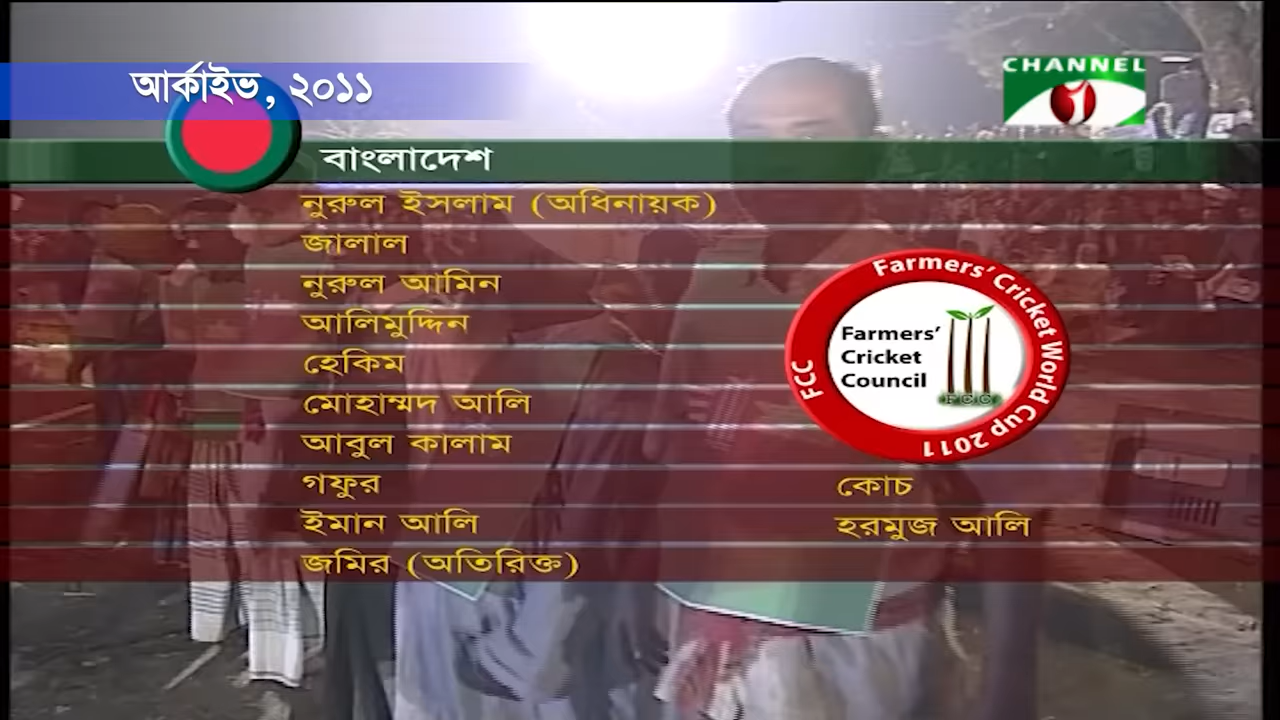 আর্কাইভ, ২০১১
CHANNEL
বাংলাদেশ
নুরুল ইসলাম (অধিনায়ক)
জালাল
নুরুল আমিন
আলিমুদ্দিন
হেকিম
মোহাম্মদ আলি
আবুল কালাম
গফুর
ইমান আলি
জমির (অতিরিক্ত)
Farmers' Cricket World Cup 2011
FCC
Farmers'
Cricket
Council
FCC
কোচ
হরমুজ আলি